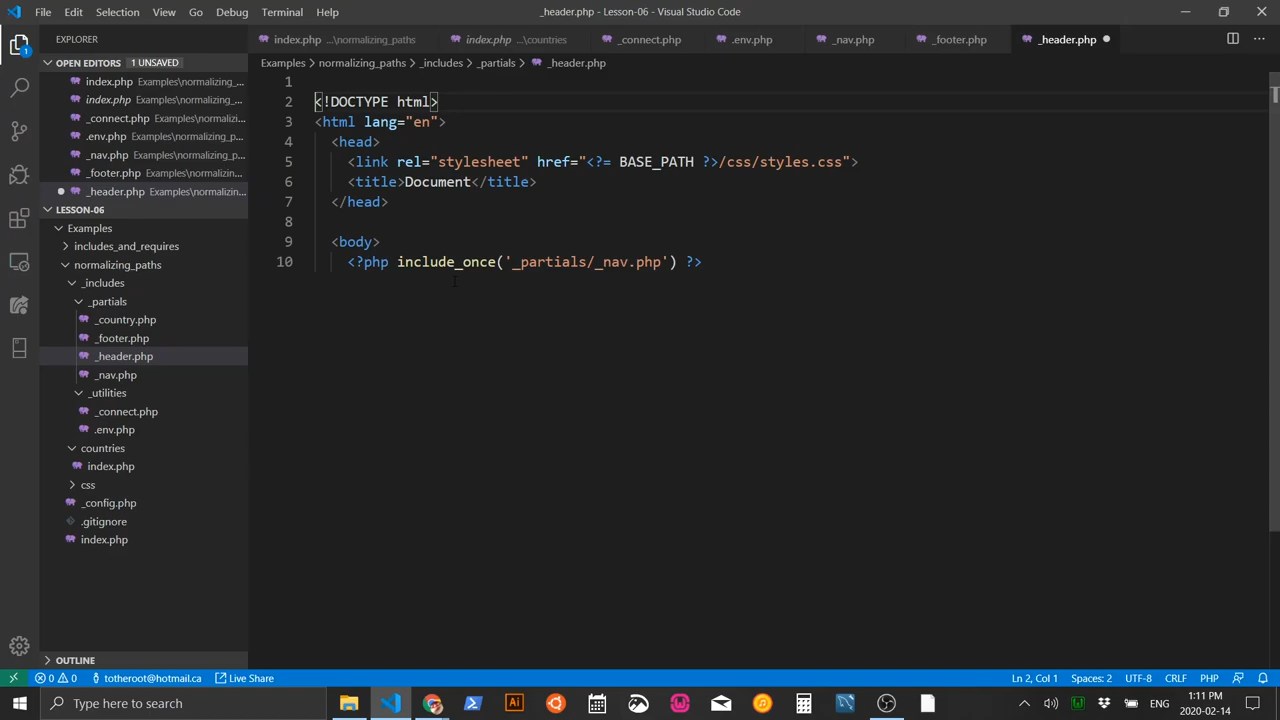 File Edit Selection View Go Debug Terminal Help _header.php - Lesson-06 - Visual Studio Code
EXPLORER
index.php ...\normalizing_paths index.php ...\countries _connect.php .env.php _nav.php _footer.php _header.php
OPEN EDITORS 1 UNSAVED
Examples > normalizing_paths > _includes > _partials > _header.php
index.php Examples\normalizing_...
index.php Examples\normalizing_...
_connect.php Examples\normalizi...
.env.php Examples\normalizing_p...
_nav.php Examples\normalizing_p...
_footer.php Examples\normalizing...
_header.php Examples\normalizin...
LESSON-06
Examples
includes_and_requires
normalizing_paths
_includes
_partials
_country.php
_footer.php
_header.php
_nav.php
_utilities
_connect.php
.env.php
countries
index.php
css
_config.php
.gitignore
index.php
OUTLINE
1
2 <!DOCTYPE html>
3 <html lang="en">
4 <head>
5 <link rel="stylesheet" href="<?= BASE_PATH ?>/css/styles.css">
6 <title>Document</title>
7 </head>
8
9 <body>
10 <?php include_once('_partials/_nav.php') ?>
0 0 totheroot@hotmail.ca Live Share Ln 2, Col 1 Spaces: 2 UTF-8 CRLF PHP
Type here to search
ENG
1:11 PM
2020-02-14